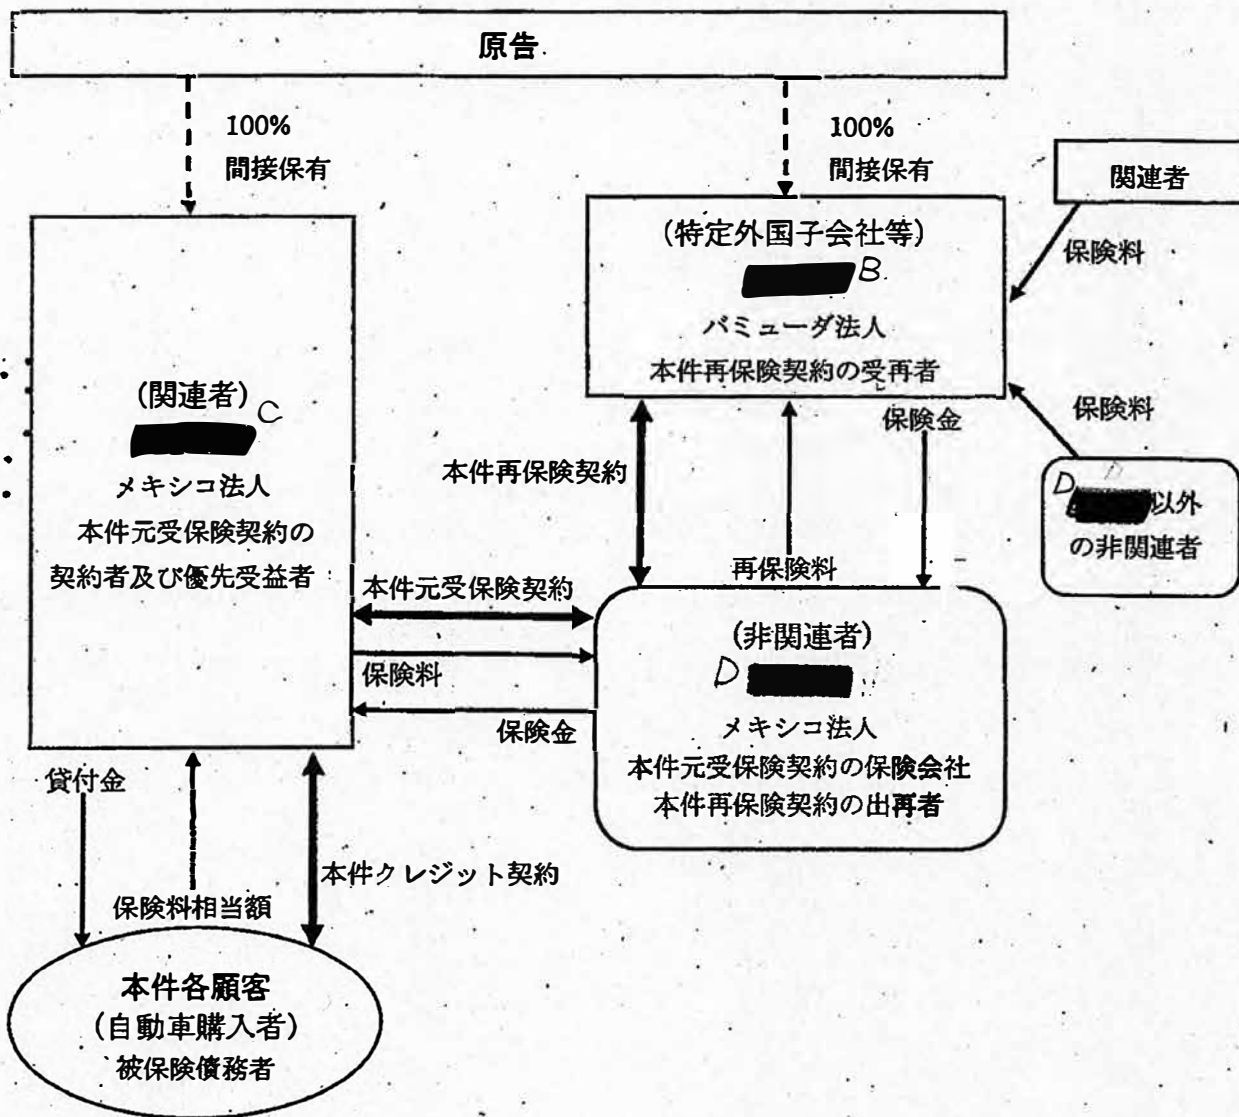 原告
100%
間接保有
100%
間接保有
関連者
保険料
(特定外国子会社等)
B
バミューダ法人
本件再保険契約の受再者
保険料
D 以外
の非関連者
(関連者)
C
メキシコ法人
本件元受保険契約の
契約者及び優先受益者
本件再保険契約
再保険料
保険金
本件元受保険契約
保険料
保険金
(非関連者)
D
メキシコ法人
本件元受保険契約の保険会社
本件再保険契約の出再者
貸付金
保険料相当額
本件クレジット契約
本件各顧客
(自動車購入者)
被保険債務者